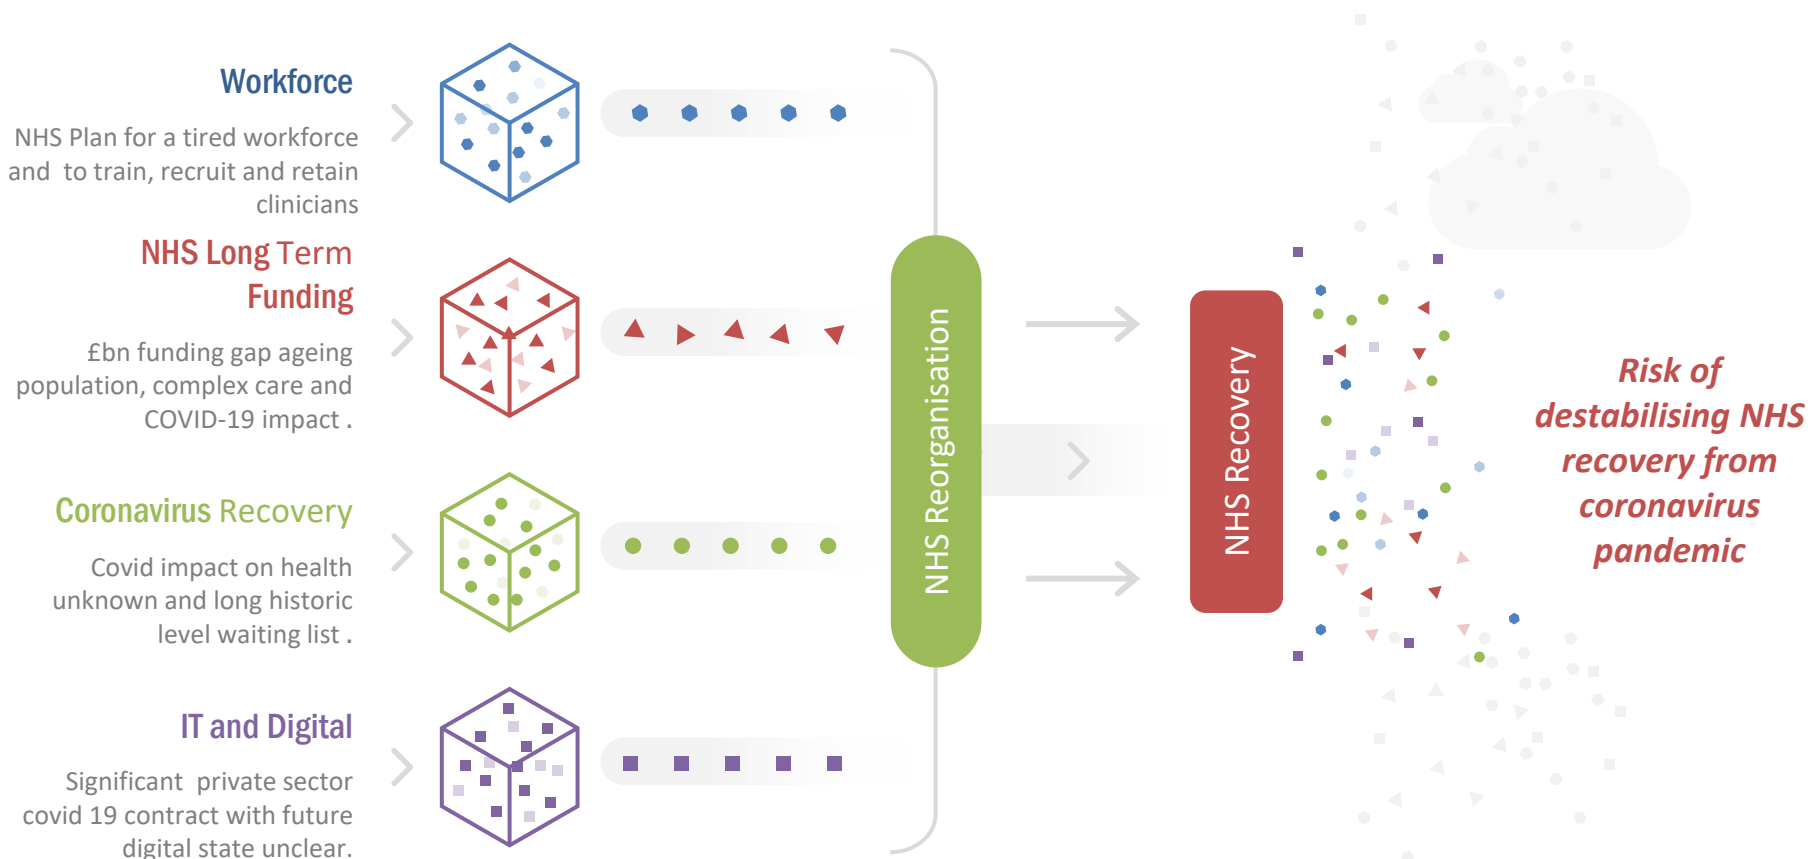 Workforce
NHS Plan for a tired workforce
and  to train, recruit and retain
clinicians
NHS Long Term
Funding
£bn funding gap ageing
population, complex care and
COVID-19 impact .
Coronavirus Recovery
Covid impact on health
unknown and long historic
level waiting list .
IT and Digital
Significant  private sector
covid 19 contract with future
digital state unclear.
NHS Reorganisation
NHS Recovery
Risk of
destabilising NHS
recovery from
coronavirus
pandemic